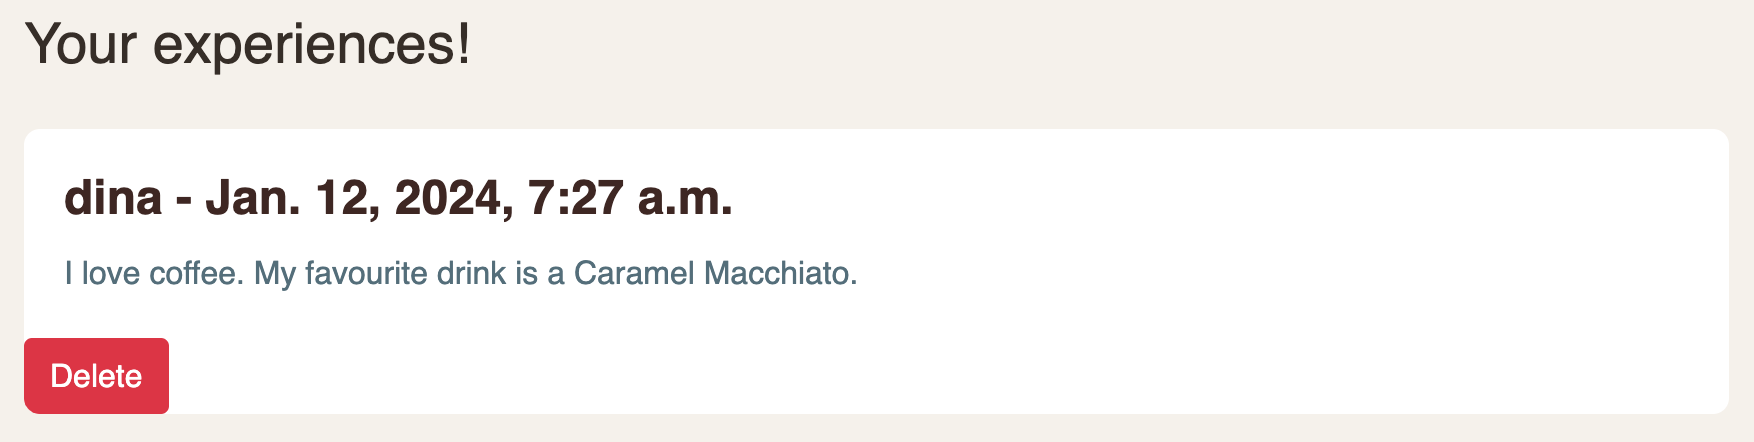 Your experiences!
dina - Jan. 12, 2024, 7:27 a.m.
I love coffee. My favourite drink is a Caramel Macchiato.
Delete